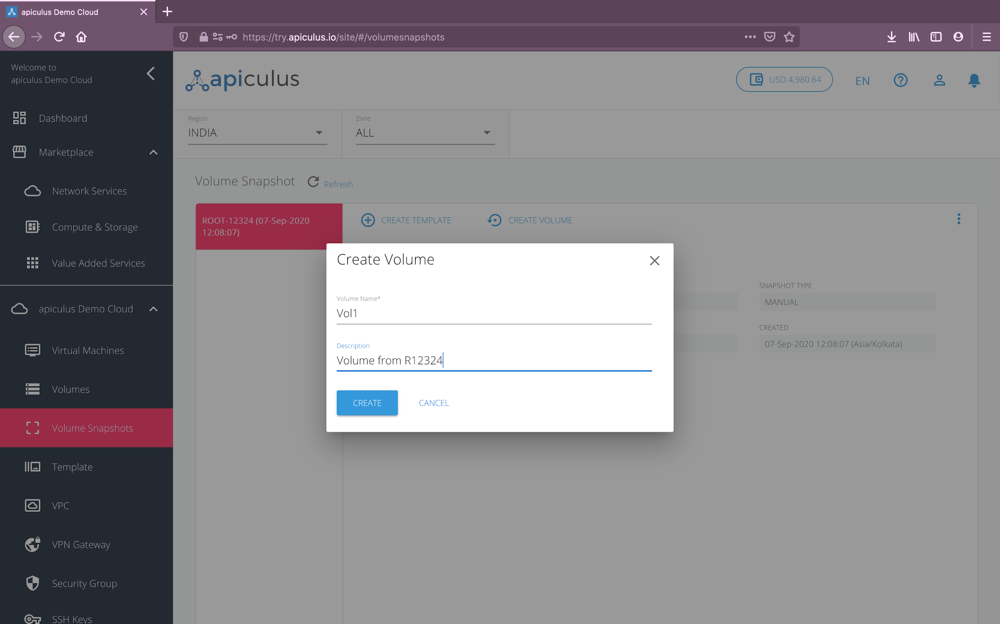 apiculus Demo Cloud
https://try.apiculus.io/site/#/volumesnapshots
Welcome to
apiculus Demo Cloud
Dashboard
Marketplace
Network Services
Compute & Storage
Value Added Services
apiculus Demo Cloud
Virtual Machines
Volumes
Volume Snapshots
Template
VPC
VPN Gateway
Security Group
SSH Keys
apiculus
USD 4,980.64
EN
Region
INDIA
Zone
ALL
Volume Snapshot
Refresh
ROOT-12324 (07-Sep-2020
12:08:07)
CREATE TEMPLATE
CREATE VOLUME
SNAPSHOT TYPE
MANUAL
CREATED
07-Sep-2020 12:08:07 (Asia/Kolkata)
Create Volume
Volume Name*
Vol1
Description
Volume from R12324
CREATE
CANCEL